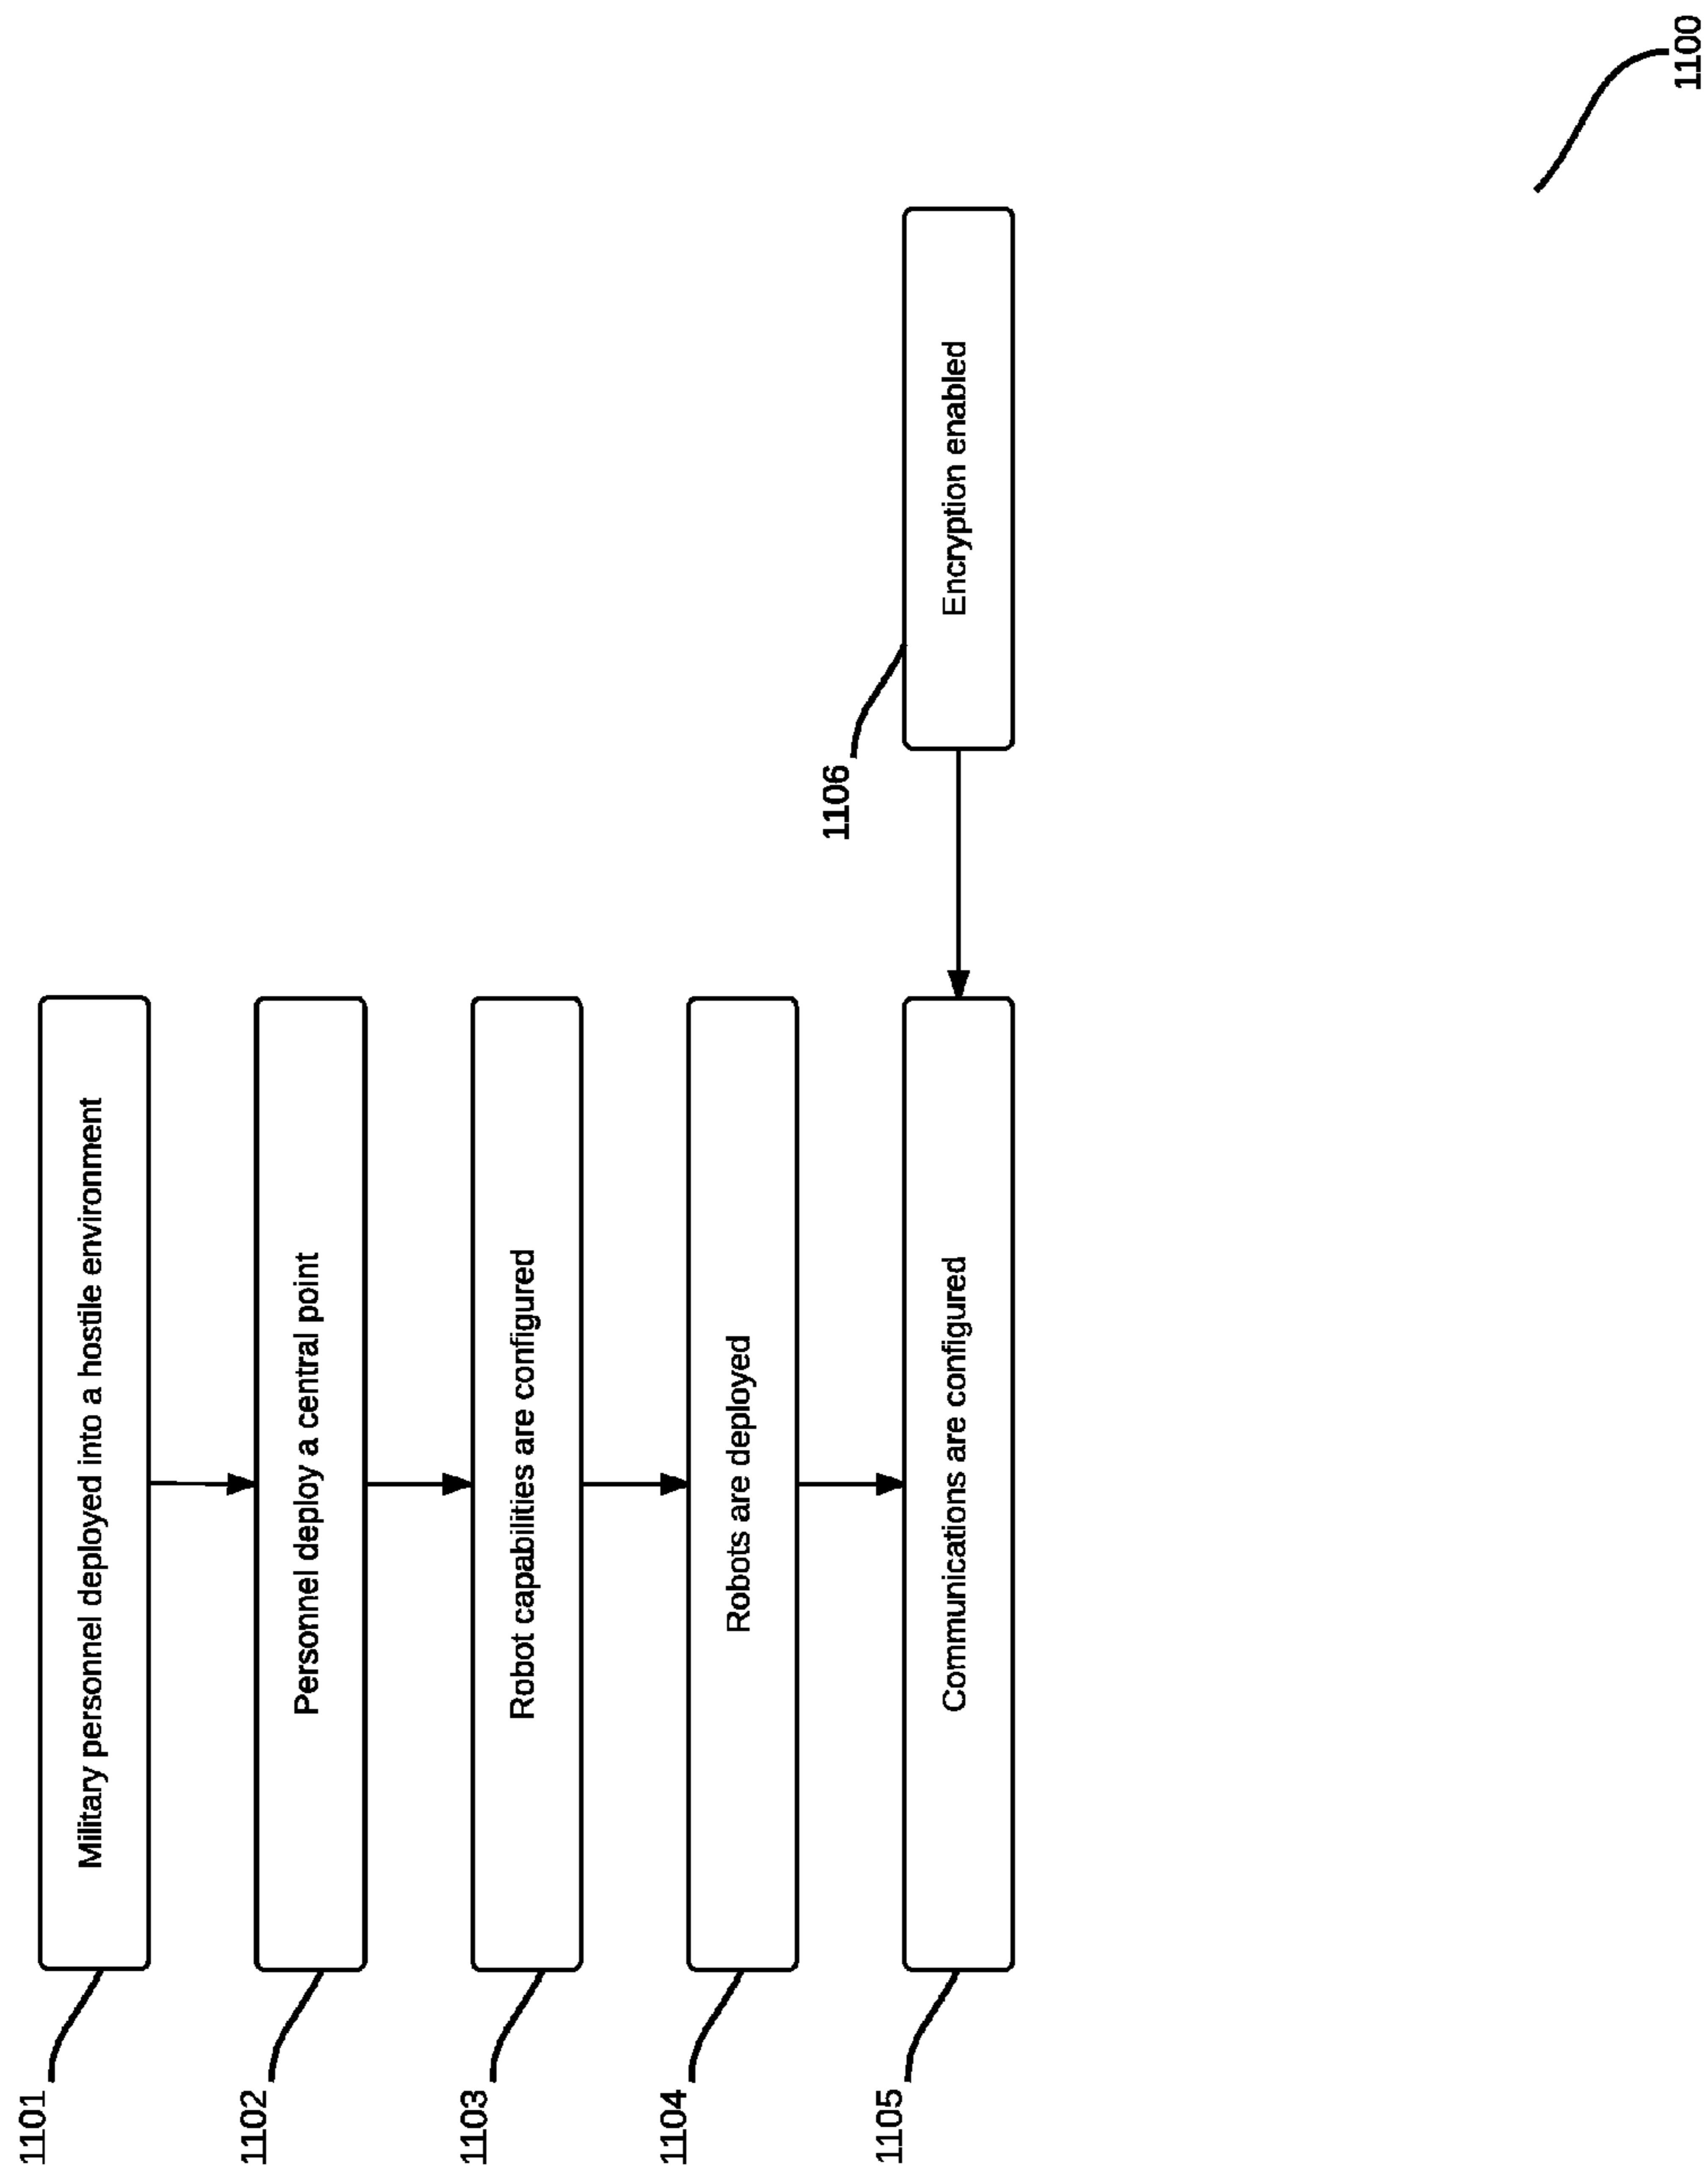 1101
Military personnel deployed into a hostile environment
1102
Personnel deploy a central point
1103
Robot capabilities are configured
1104
Robots are deployed
1105
Communications are configured
1106
Encryption enabled
1100